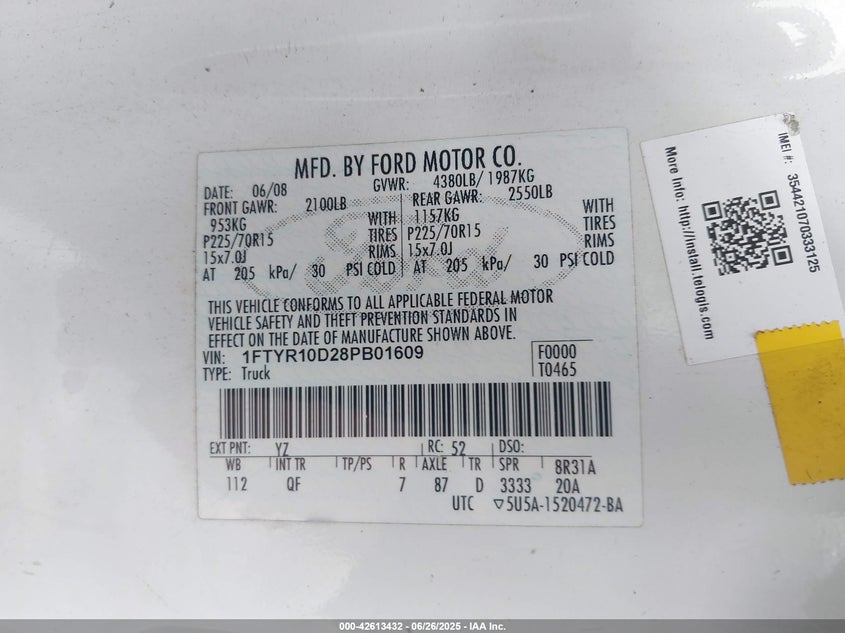 MFD. BY FORD MOTOR CO.
DATE: 06/08 GVWR: 4380LB/ 1987KG
FRONT GAWR: 2100LB REAR GAWR: 2550LB
953KG WITH 1157KG WITH
P225/70R15 TIRES P225/70R15 TIRES
15x7.0J RIMS 15x7.0J RIMS
AT 205 kPa/ 30 PSI COLD AT 205 kPa/ 30 PSI COLD
Ford
THIS VEHICLE CONFORMS TO ALL APPLICABLE FEDERAL MOTOR
VEHICLE SAFETY AND THEFT PREVENTION STANDARDS IN
EFFECT ON THE DATE OF MANUFACTURE SHOWN ABOVE.
VIN: 1FTYR10D28PB01609 F0000
TYPE: Truck T0465
EXT PNT: YZ RC: 52 DSO:
WB INT TR TP/PS R AXLE TR SPR 8R31A
112 QF 7 87 D 3333 20A
UTC ▽5U5A-1520472-BA
IMEI #: 354421070333125
More Info: http://install.telogis.com
000-42613432 - 06/26/2025 - IAA Inc.